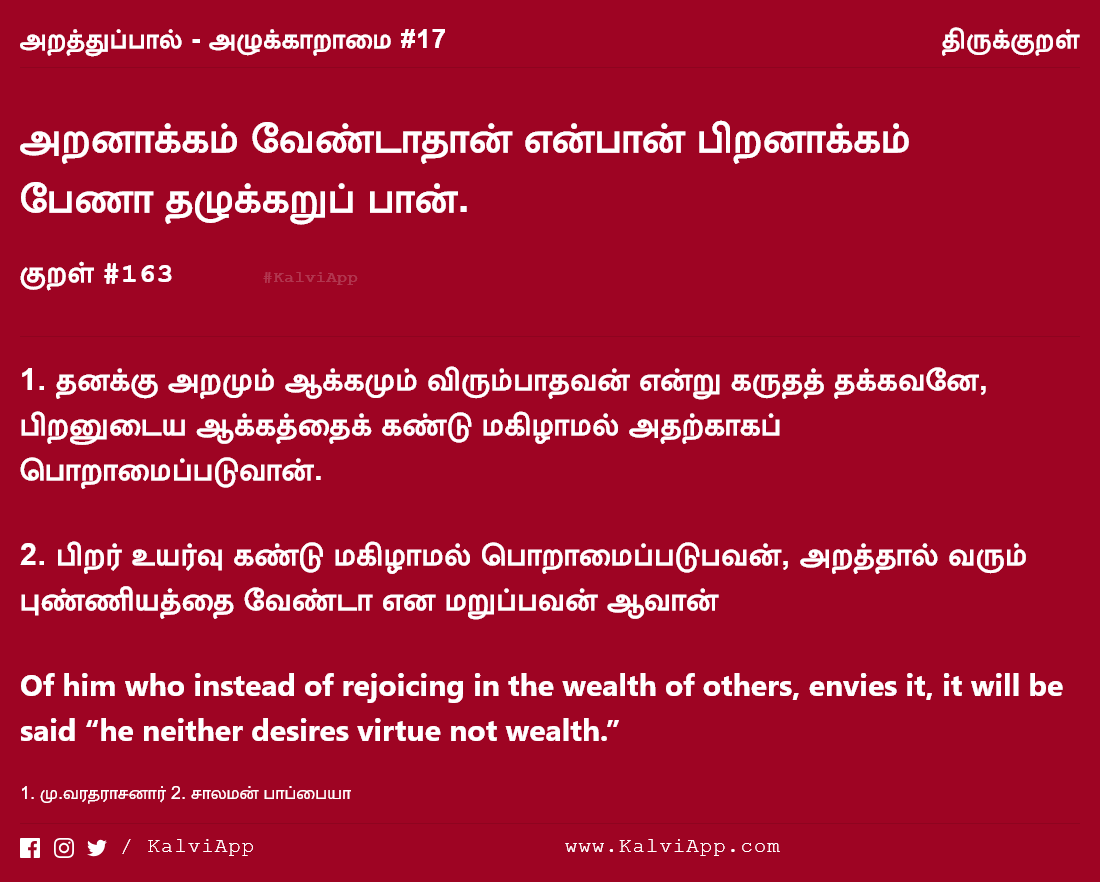 அறத்துப்பால் - அழுக்காறாமை #17
திருக்குறள்
அறனாக்கம் வேண்டாதான் என்பான் பிறனாக்கம்
பேணா தழுக்கறுப் பான்.
குறள் #163
#KalviApp
1. தனக்கு அறமும் ஆக்கமும் விரும்பாதவன் என்று கருதத் தக்கவனே,
பிறனுடைய ஆக்கத்தைக் கண்டு மகிழாமல் அதற்காகப்
பொறாமைப்படுவான்.
2. பிறர் உயர்வு கண்டு மகிழாமல் பொறாமைப்படுபவன், அறத்தால் வரும்
புண்ணியத்தை வேண்டா என மறுப்பவன் ஆவான்
Of him who instead of rejoicing in the wealth of others, envies it, it will be
said “he neither desires virtue not wealth.”
1. மு.வரதராசனார் 2. சாலமன் பாப்பையா
/ KalviApp
www.KalviApp.com